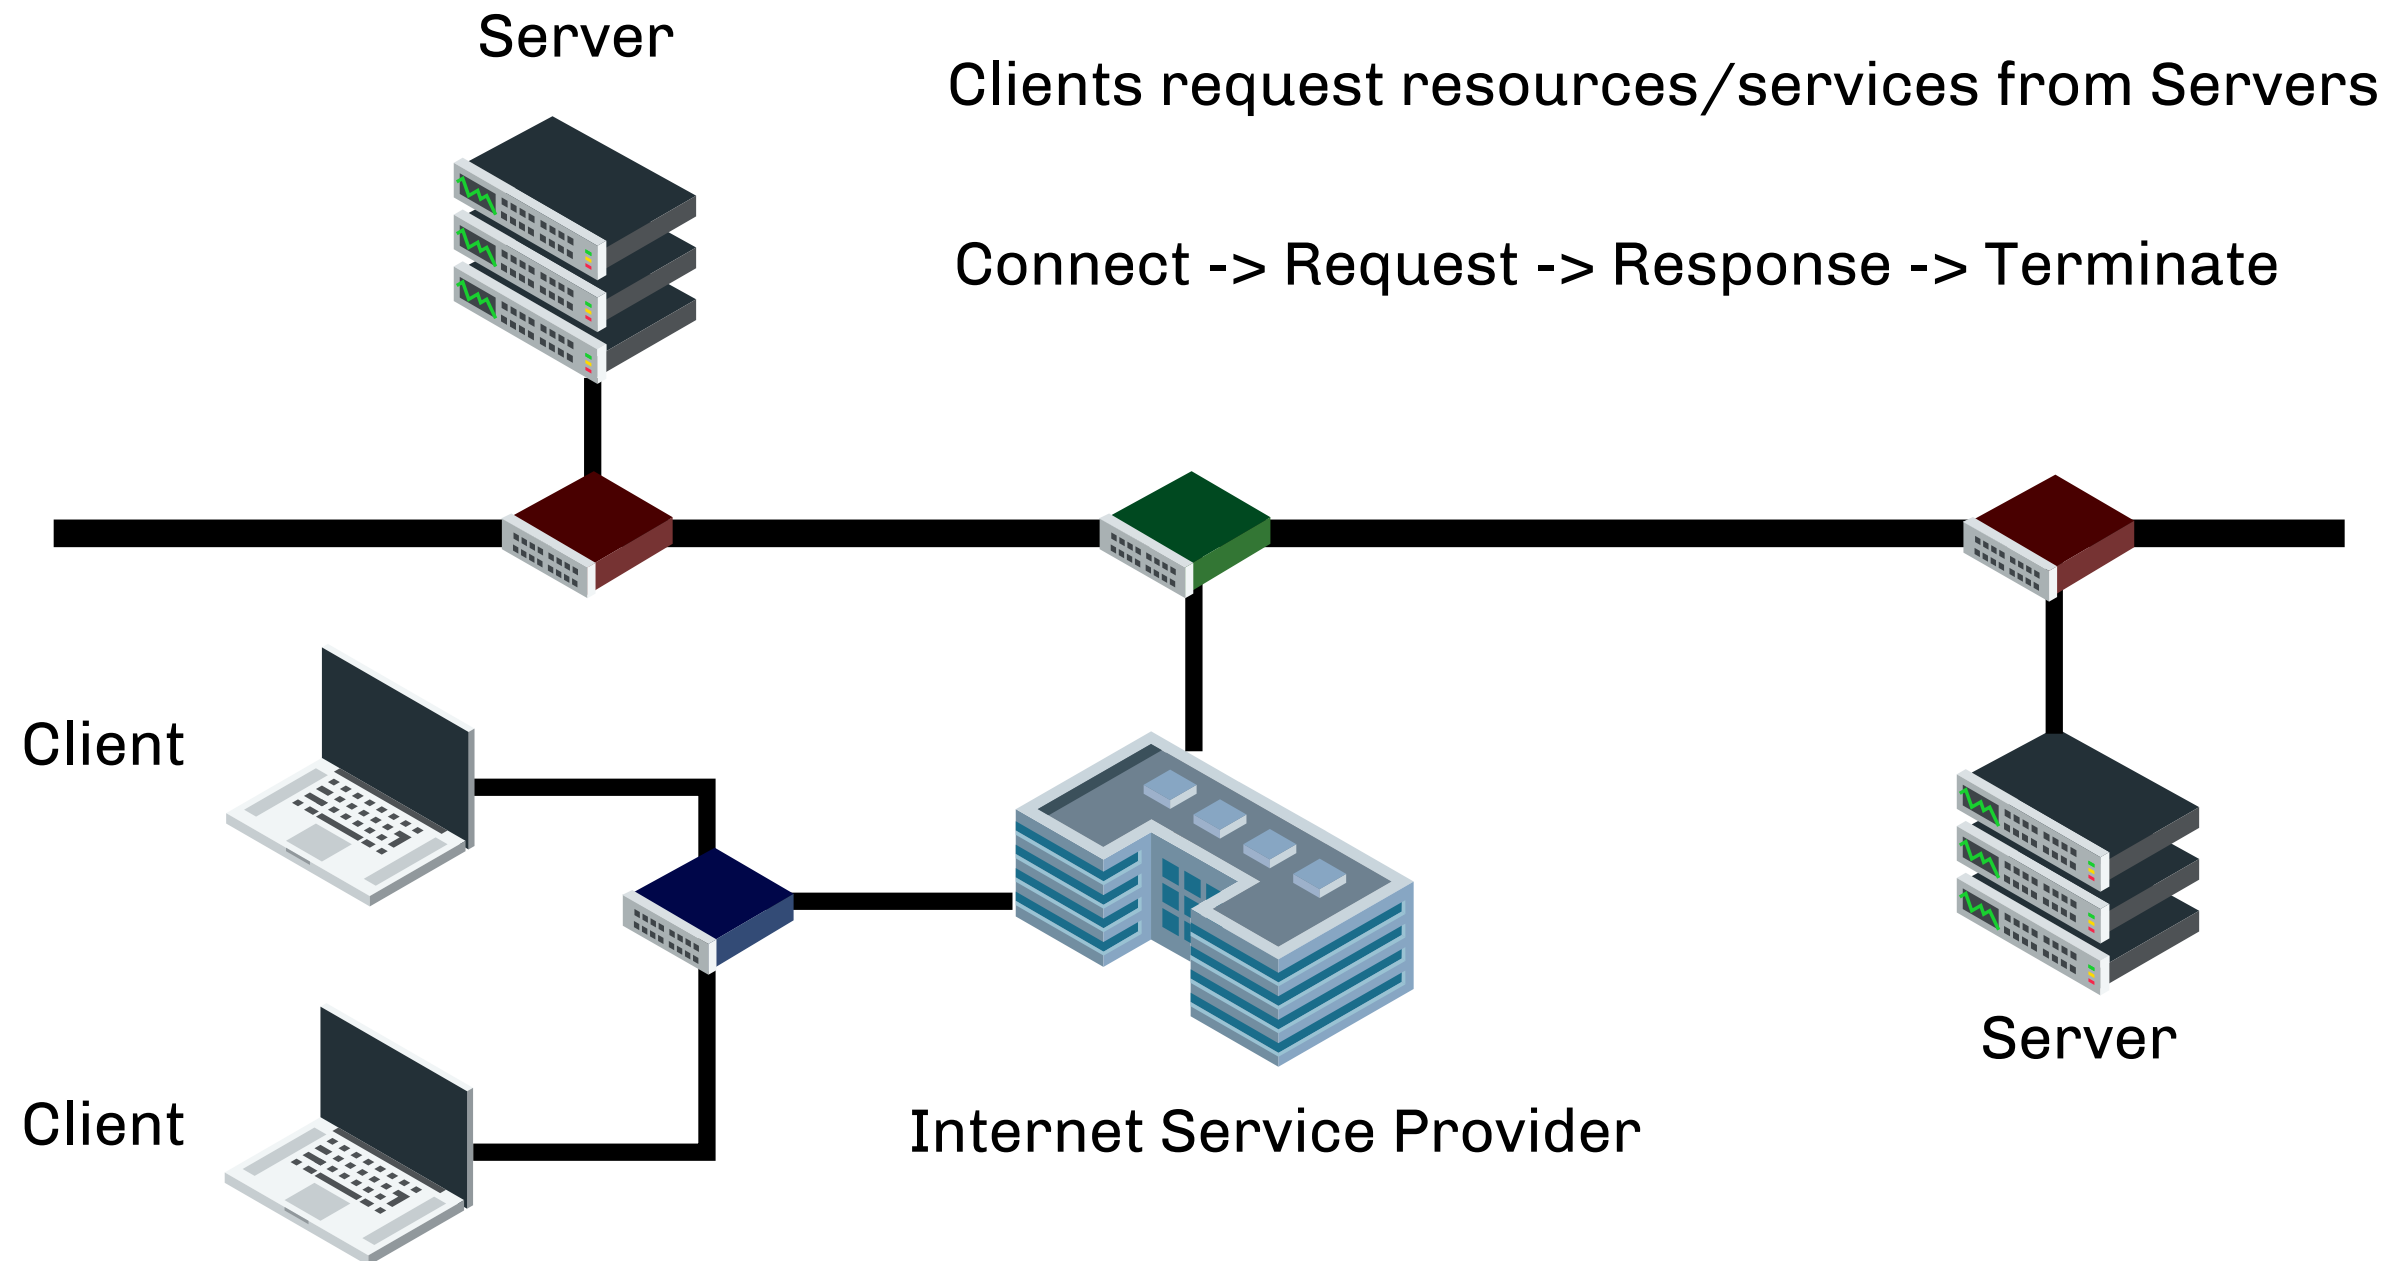 Server
Clients request resources/services from Servers
Connect -> Request -> Response -> Terminate
Client
Client
Internet Service Provider
Server